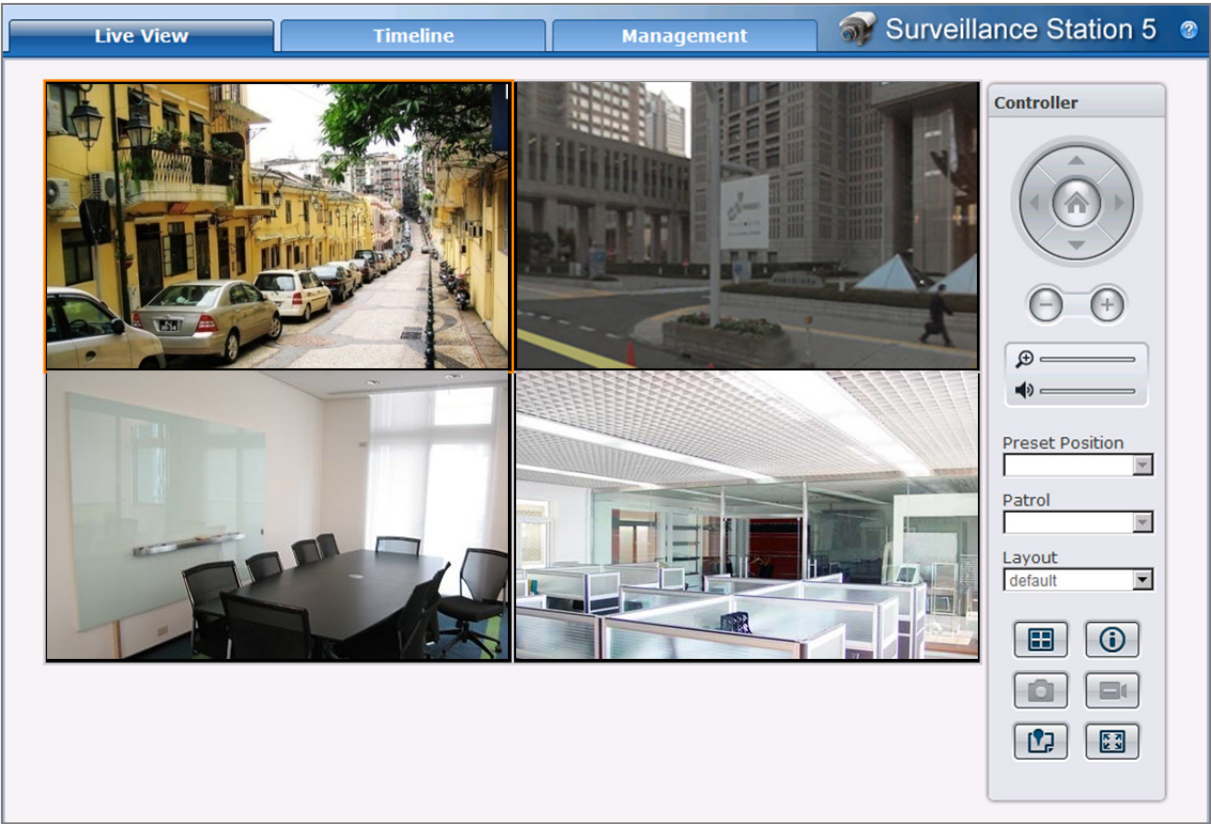 Live View
Timeline
Management
Surveillance Station 5
?
Controller
Preset Position
Patrol
Layout
default